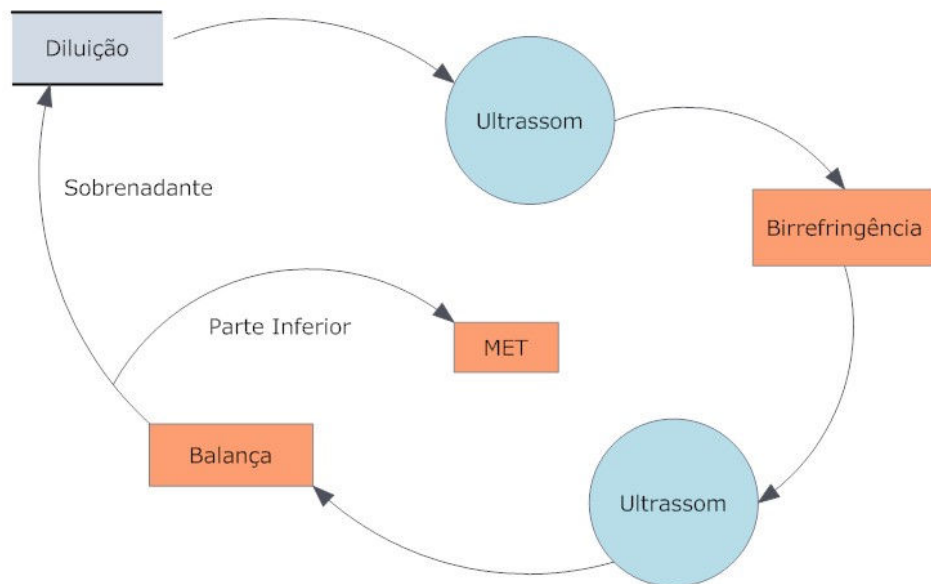 Diluição
Ultrassom
Sobrenadante
Birrefringência
Parte Inferior
MET
Balança
Ultrassom